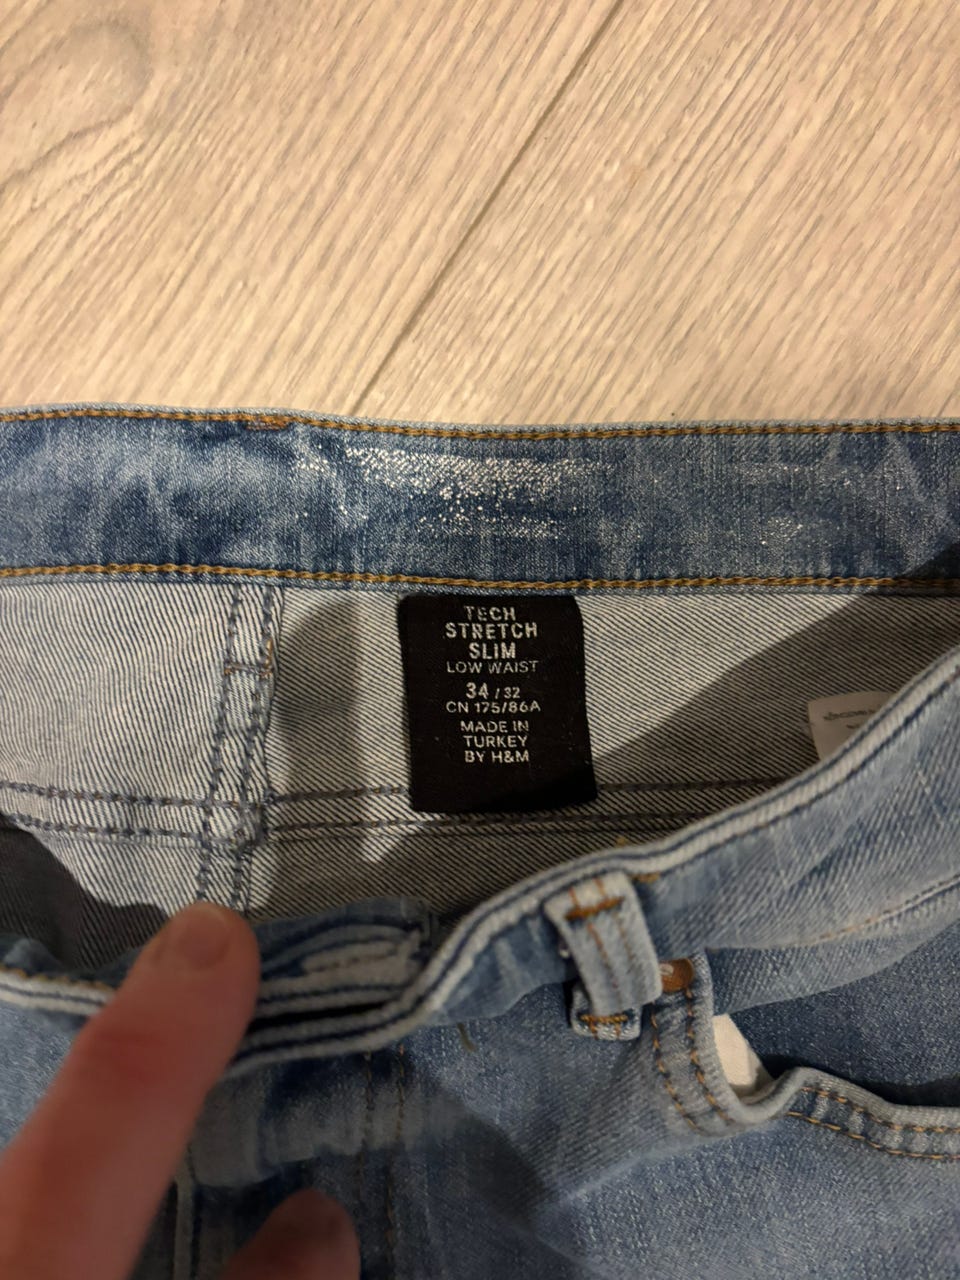 TECH
STRETCH
SLIM
LOW WAIST
34 / 32
CN 175/86A
MADE IN
TURKEY
BY H&M